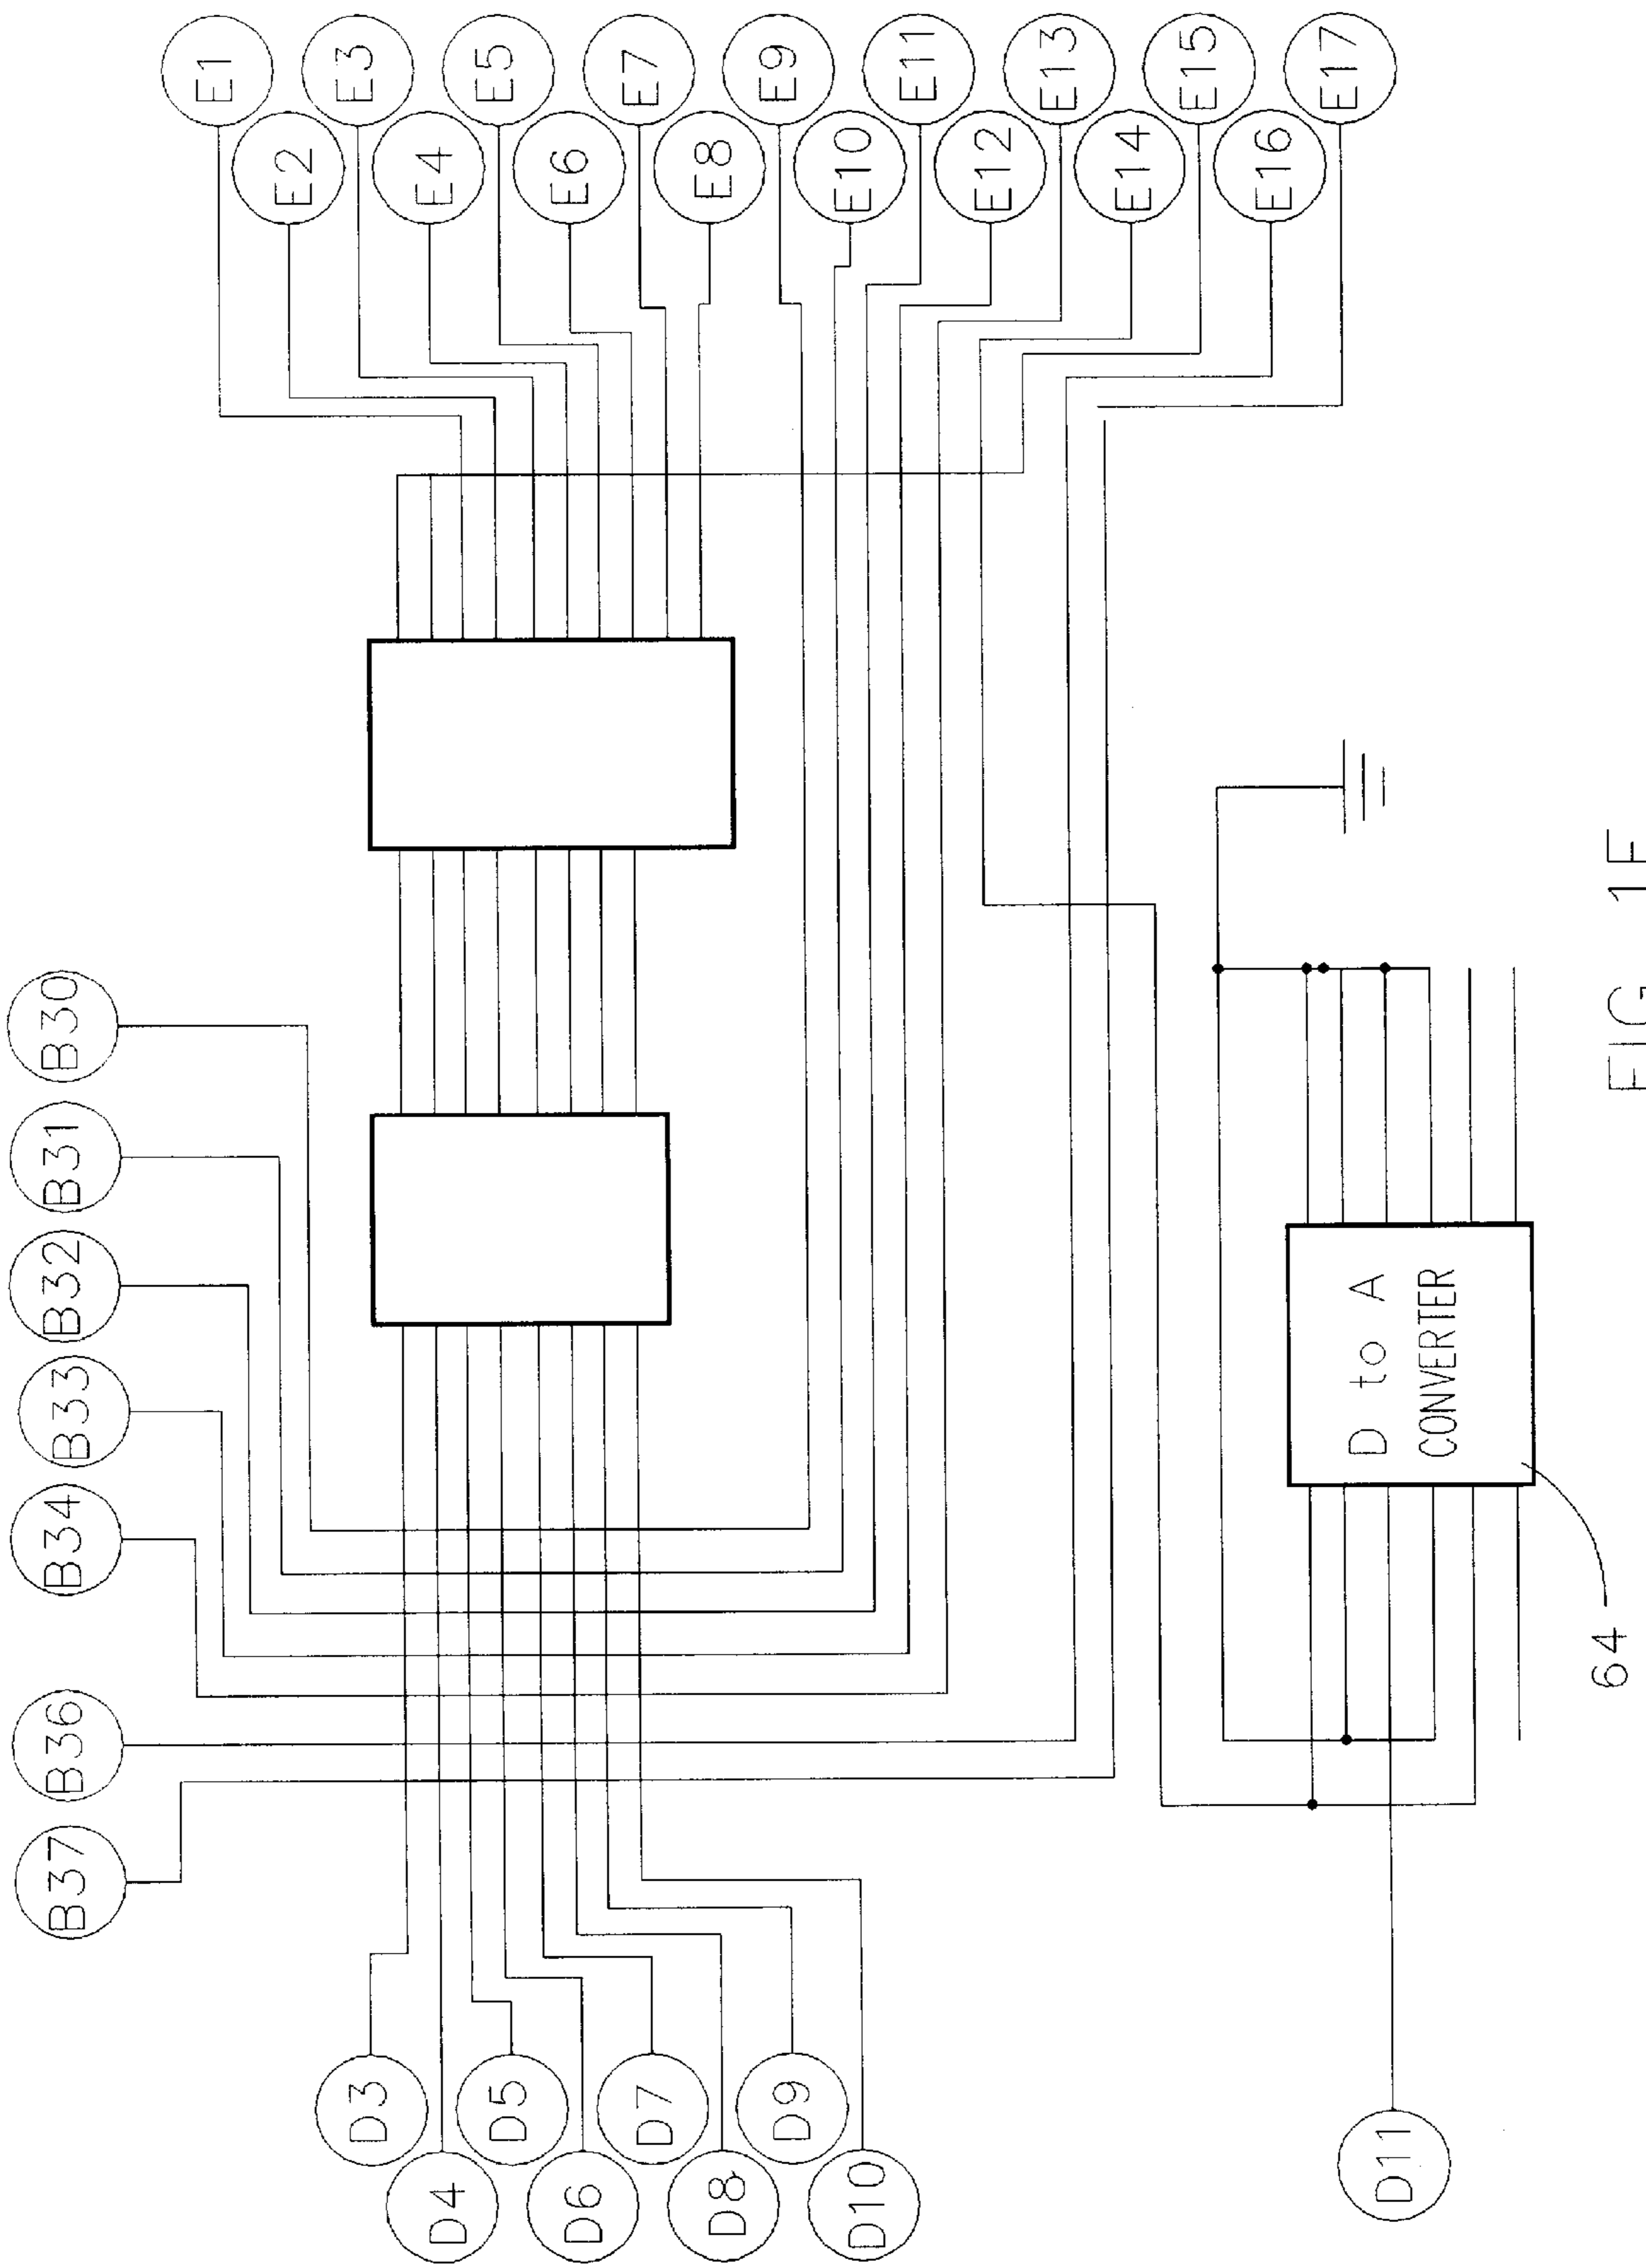 B37
B36
B34
B33
B32
B31
B30
D3
D4
D5
D6
D7
D8
D9
D10
D11
E1
E2
E3
E4
E5
E6
E7
E8
E9
E10
E11
E12
E13
E14
E15
E16
E17
D to A
CONVERTER
64
FIG